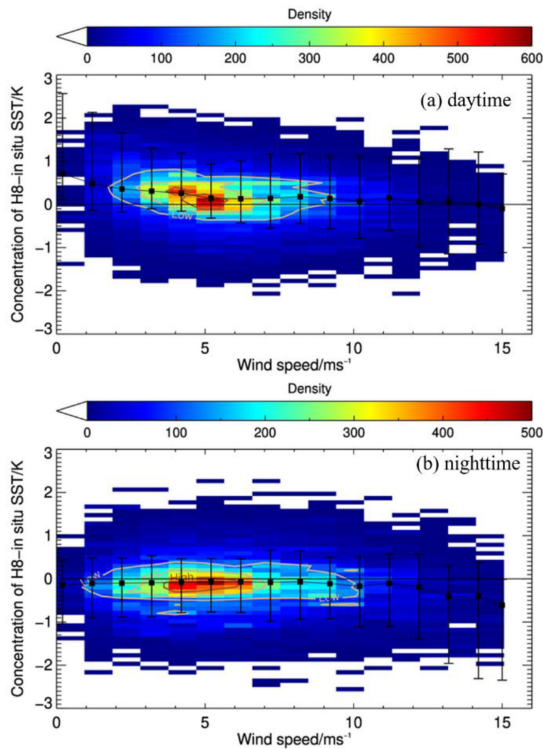 Density
0 100 200 300 400 500 600
(a) daytime
Concentration of H8–in situ SST/K
3
2
1
0
−1
−2
−3
Low
0 5 10 15
Wind speed/ms⁻¹
Density
0 100 200 300 400 500
(b) nighttime
Concentration of H8–in situ SST/K
3
2
1
0
−1
−2
−3
Low
High
Low
0 5 10 15
Wind speed/ms⁻¹